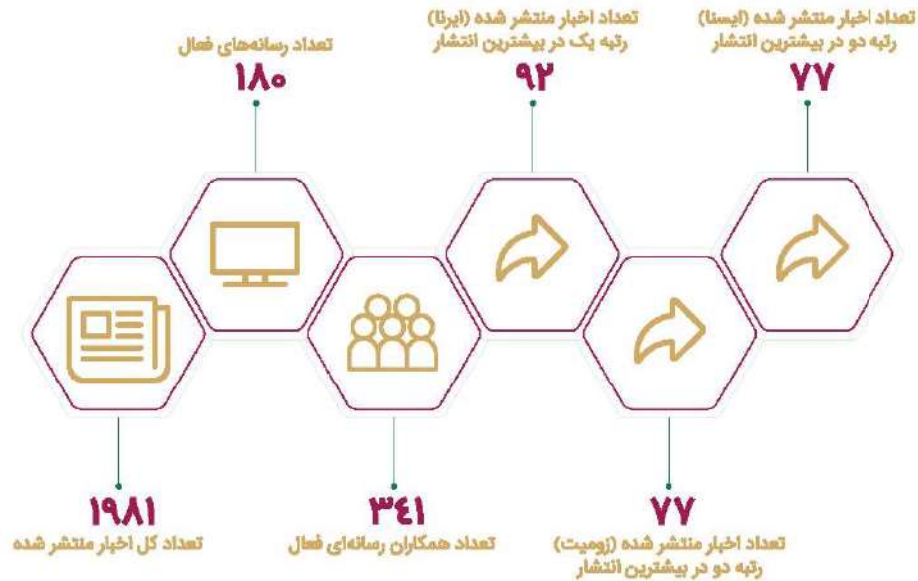 تعداد اخبار منتشر شده (ایسنا)
رتبه دو در بیشترین انتشار
۷۷
تعداد اخبار منتشر شده (ایرنا)
رتبه یک در بیشترین انتشار
۹۲
تعداد رسانه‌های فعال
۱۸۰
۷۷
تعداد اخبار منتشر شده (زومیت)
رتبه دو در بیشترین انتشار
۳٤۱
تعداد همکاران رسانه‌ای فعال
۱۹۸۱
تعداد کل اخبار منتشر شده